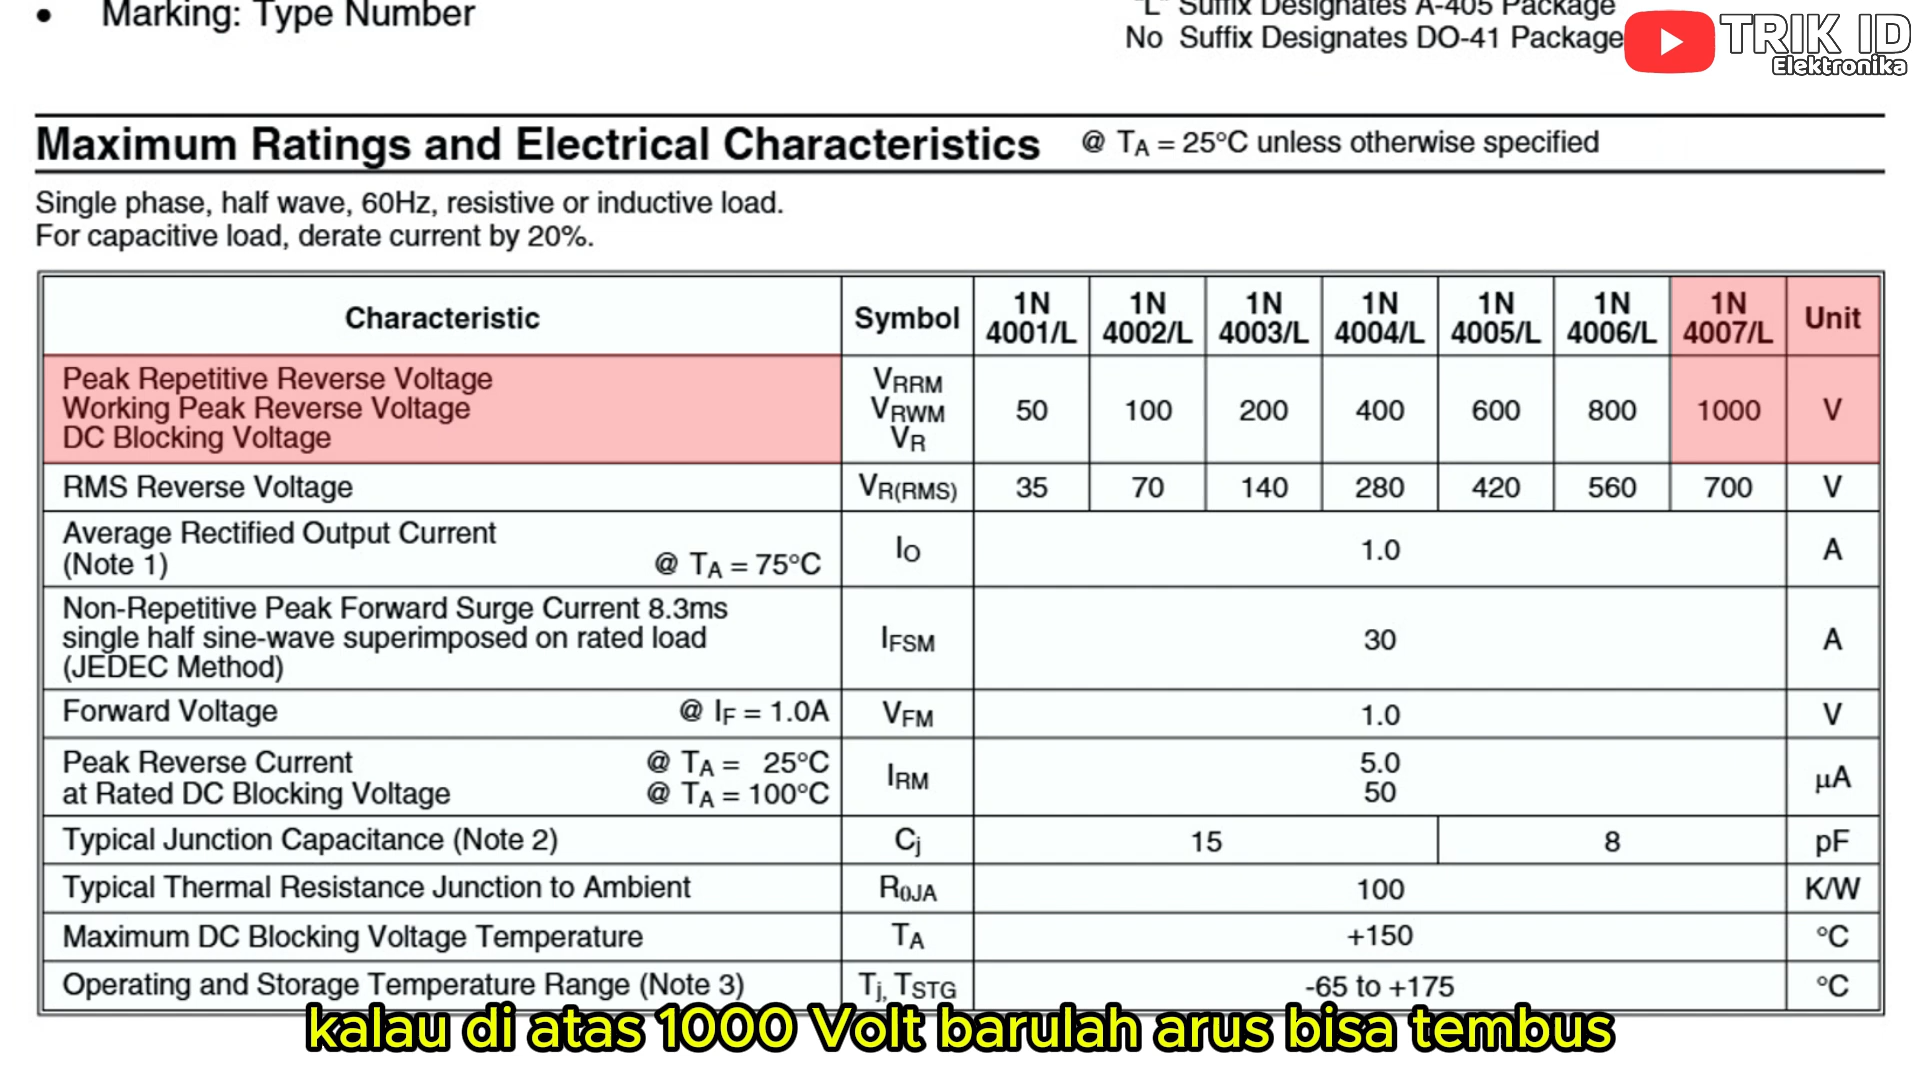 • Marking: Type Number
"L" Suffix Designates A-405 Package
No Suffix Designates DO-41 Package
TRIK ID
Elektronika
Maximum Ratings and Electrical Characteristics @ TA = 25°C unless otherwise specified
Single phase, half wave, 60Hz, resistive or inductive load.
For capacitive load, derate current by 20%.
Characteristic Symbol 1N 4001/L 1N 4002/L 1N 4003/L 1N 4004/L 1N 4005/L 1N 4006/L 1N 4007/L Unit
Peak Repetitive Reverse Voltage VRRM
Working Peak Reverse Voltage VRWM 50 100 200 400 600 800 1000 V
DC Blocking Voltage VR
RMS Reverse Voltage VR(RMS) 35 70 140 280 420 560 700 V
Average Rectified Output Current
(Note 1) @ TA = 75°C IO 1.0 A
Non-Repetitive Peak Forward Surge Current 8.3ms
single half sine-wave superimposed on rated load IFSM 30 A
(JEDEC Method)
Forward Voltage @ IF = 1.0A VFM 1.0 V
Peak Reverse Current @ TA = 25°C IRM 5.0 µA
at Rated DC Blocking Voltage @ TA = 100°C 50
Typical Junction Capacitance (Note 2) Cj 15 8 pF
Typical Thermal Resistance Junction to Ambient RθJA 100 K/W
Maximum DC Blocking Voltage Temperature TA +150 °C
Operating and Storage Temperature Range (Note 3) Tj, TSTG -65 to +175 °C
kalau di atas 1000 Volt barulah arus bisa tembus